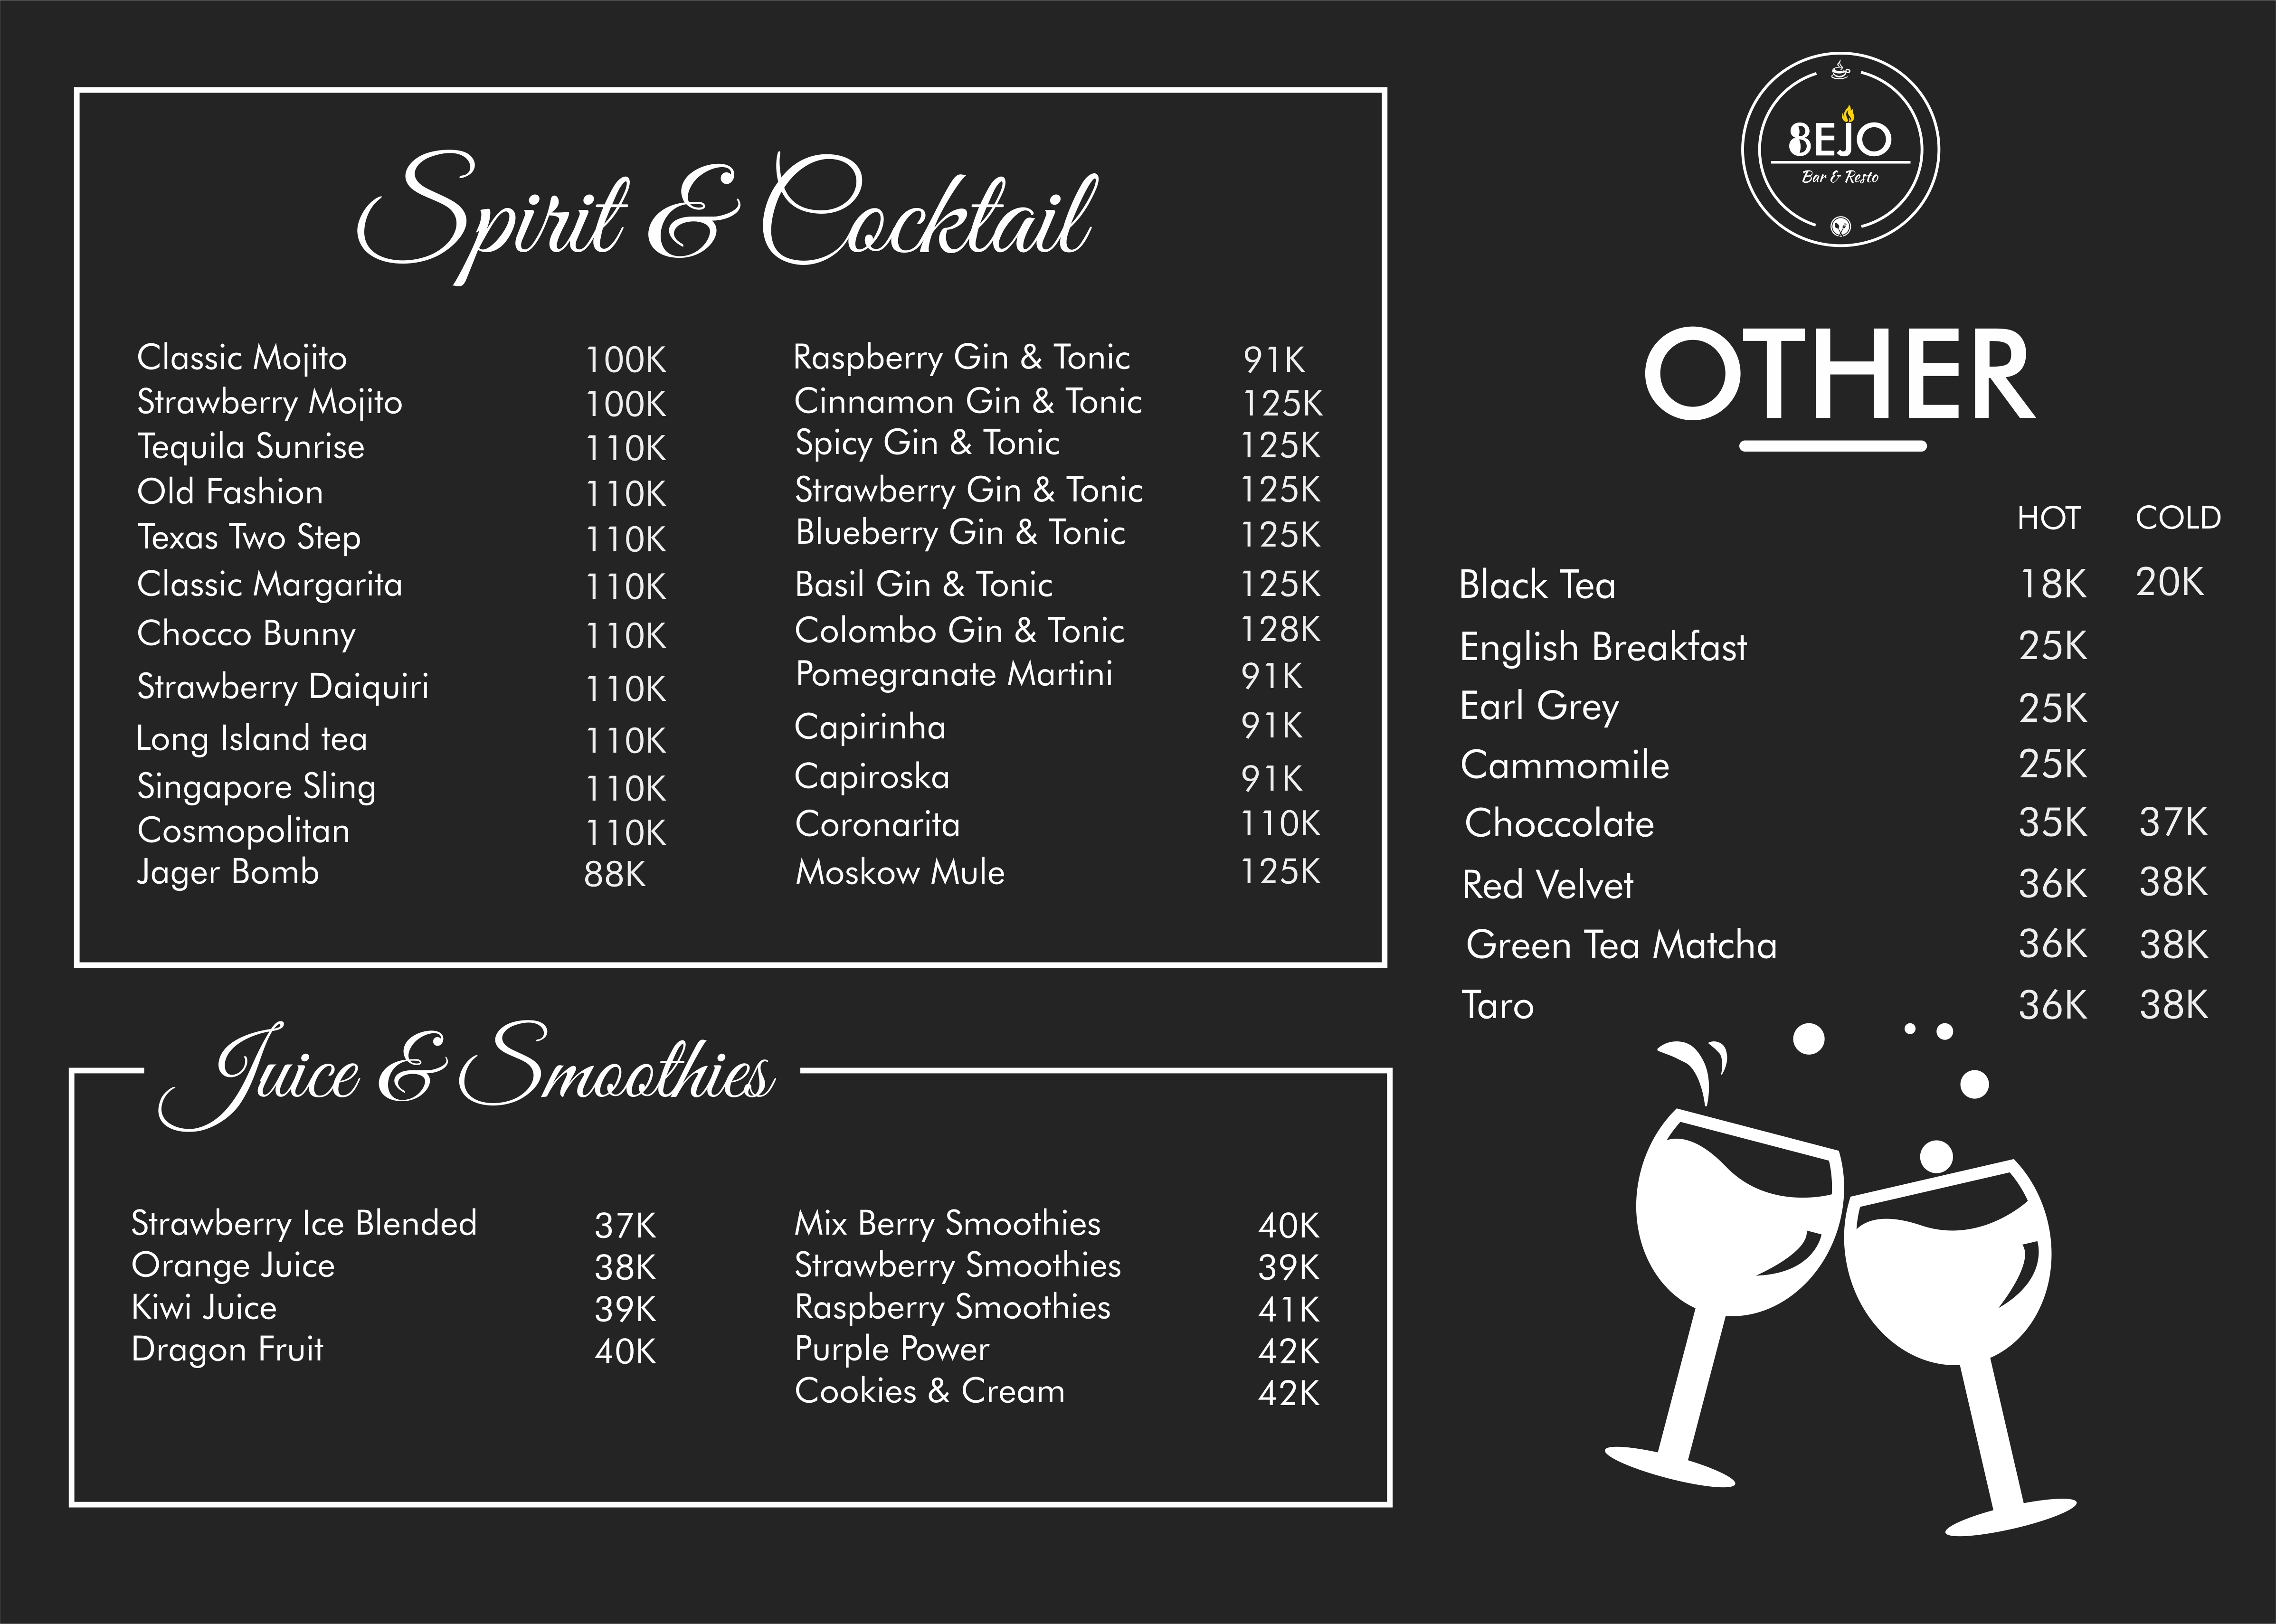 Spirit & Cocktail
Classic Mojito 100K
Strawberry Mojito 100K
Tequila Sunrise 110K
Old Fashion 110K
Texas Two Step 110K
Classic Margarita 110K
Chocco Bunny 110K
Strawberry Daiquiri 110K
Long Island tea 110K
Singapore Sling 110K
Cosmopolitan 110K
Jager Bomb 88K
Raspberry Gin & Tonic 91K
Cinnamon Gin & Tonic 125K
Spicy Gin & Tonic 125K
Strawberry Gin & Tonic 125K
Blueberry Gin & Tonic 125K
Basil Gin & Tonic 125K
Colombo Gin & Tonic 128K
Pomegranate Martini 91K
Capirinha 91K
Capiroska 91K
Coronarita 110K
Moskow Mule 125K
Juice & Smoothies
Strawberry Ice Blended 37K
Orange Juice 38K
Kiwi Juice 39K
Dragon Fruit 40K
Mix Berry Smoothies 40K
Strawberry Smoothies 39K
Raspberry Smoothies 41K
Purple Power 42K
Cookies & Cream 42K
8EJO
Bar & Resto
OTHER
HOT COLD
Black Tea 18K 20K
English Breakfast 25K
Earl Grey 25K
Cammomile 25K
Choccolate 35K 37K
Red Velvet 36K 38K
Green Tea Matcha 36K 38K
Taro 36K 38K